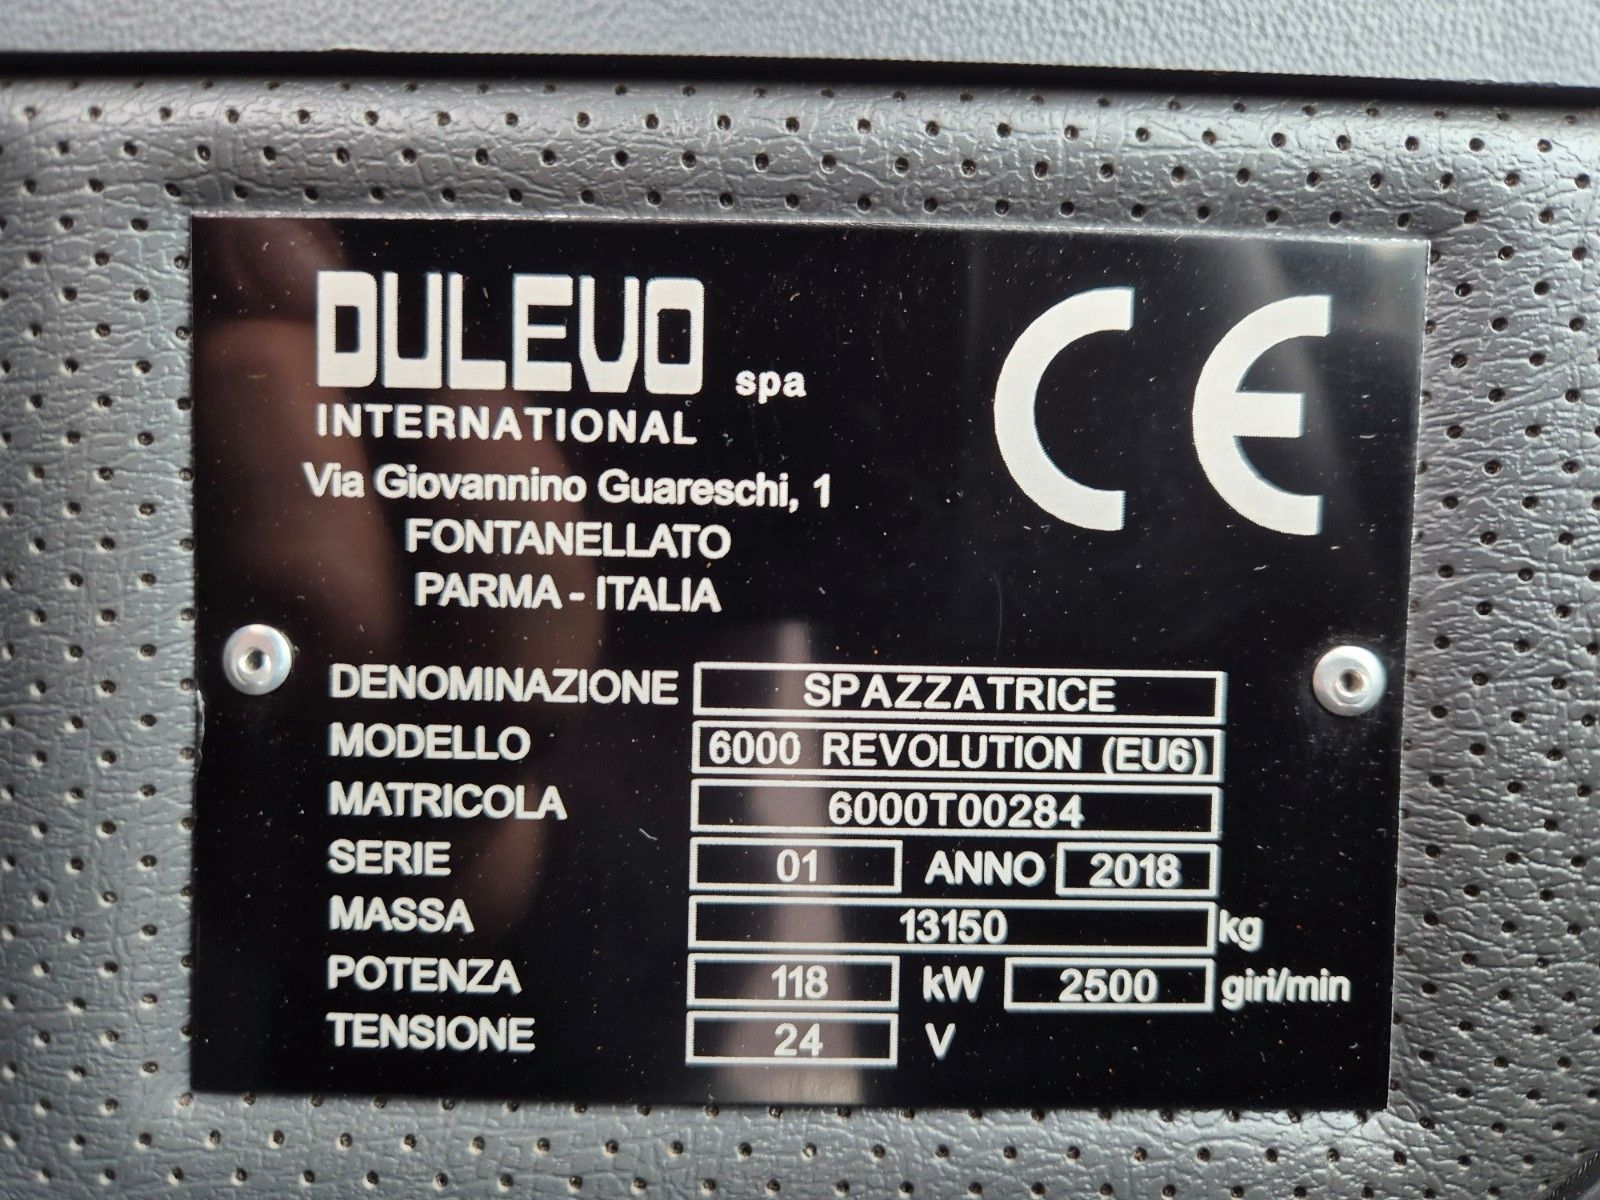 DULEVO spa
INTERNATIONAL
Via Giovannino Guareschi, 1
FONTANELLATO
PARMA - ITALIA
CE
DENOMINAZIONE SPAZZATRICE
MODELLO 6000 REVOLUTION (EU6)
MATRICOLA 6000T00284
SERIE 01 ANNO 2018
MASSA 13150 kg
POTENZA 118 kW 2500 giri/min
TENSIONE 24 V